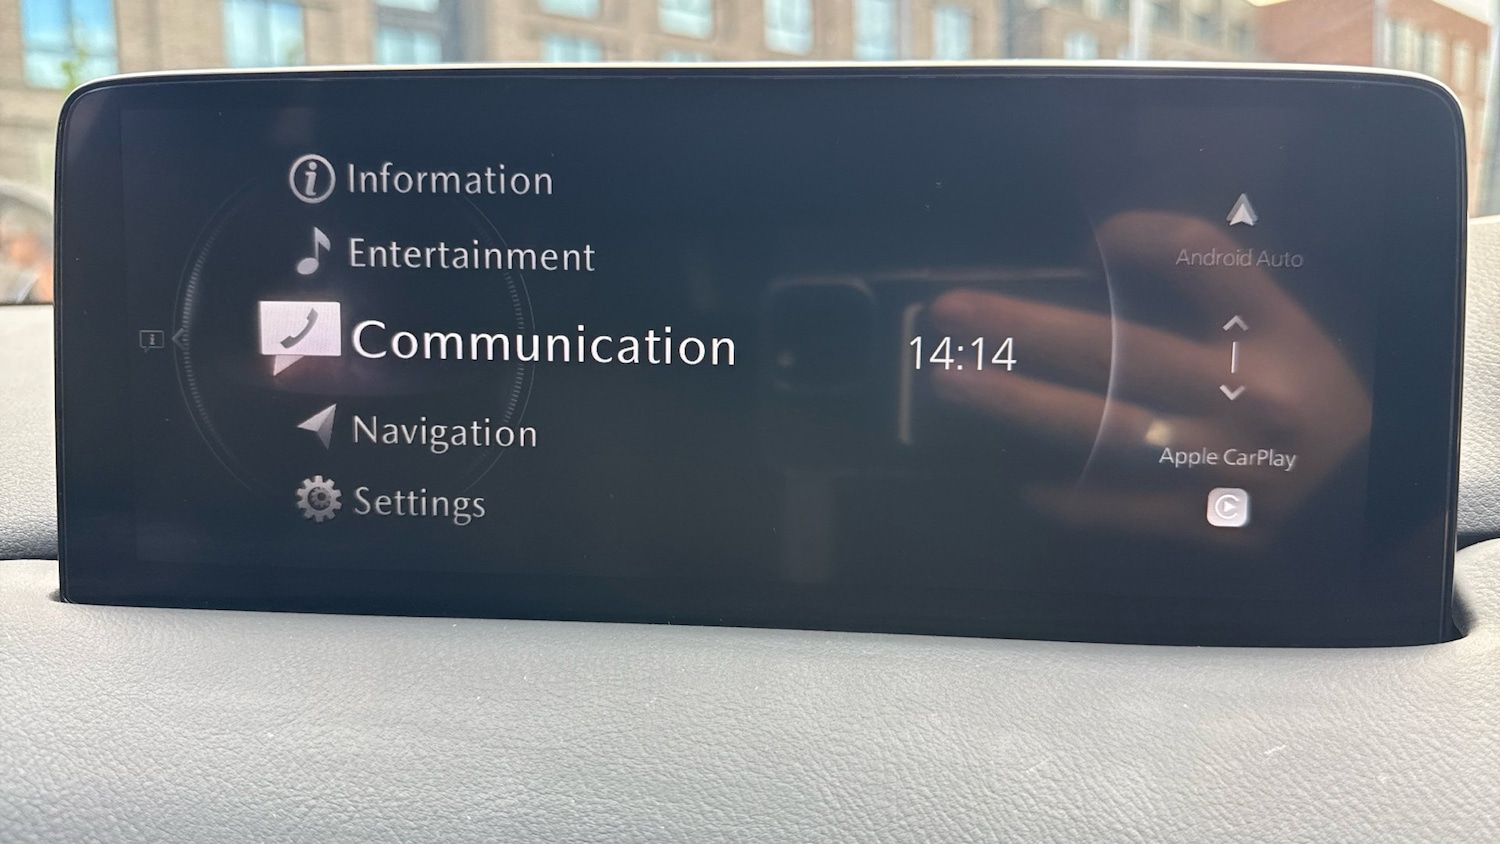 Information
Entertainment
Communication
Navigation
Settings
14:14
Android Auto
Apple CarPlay